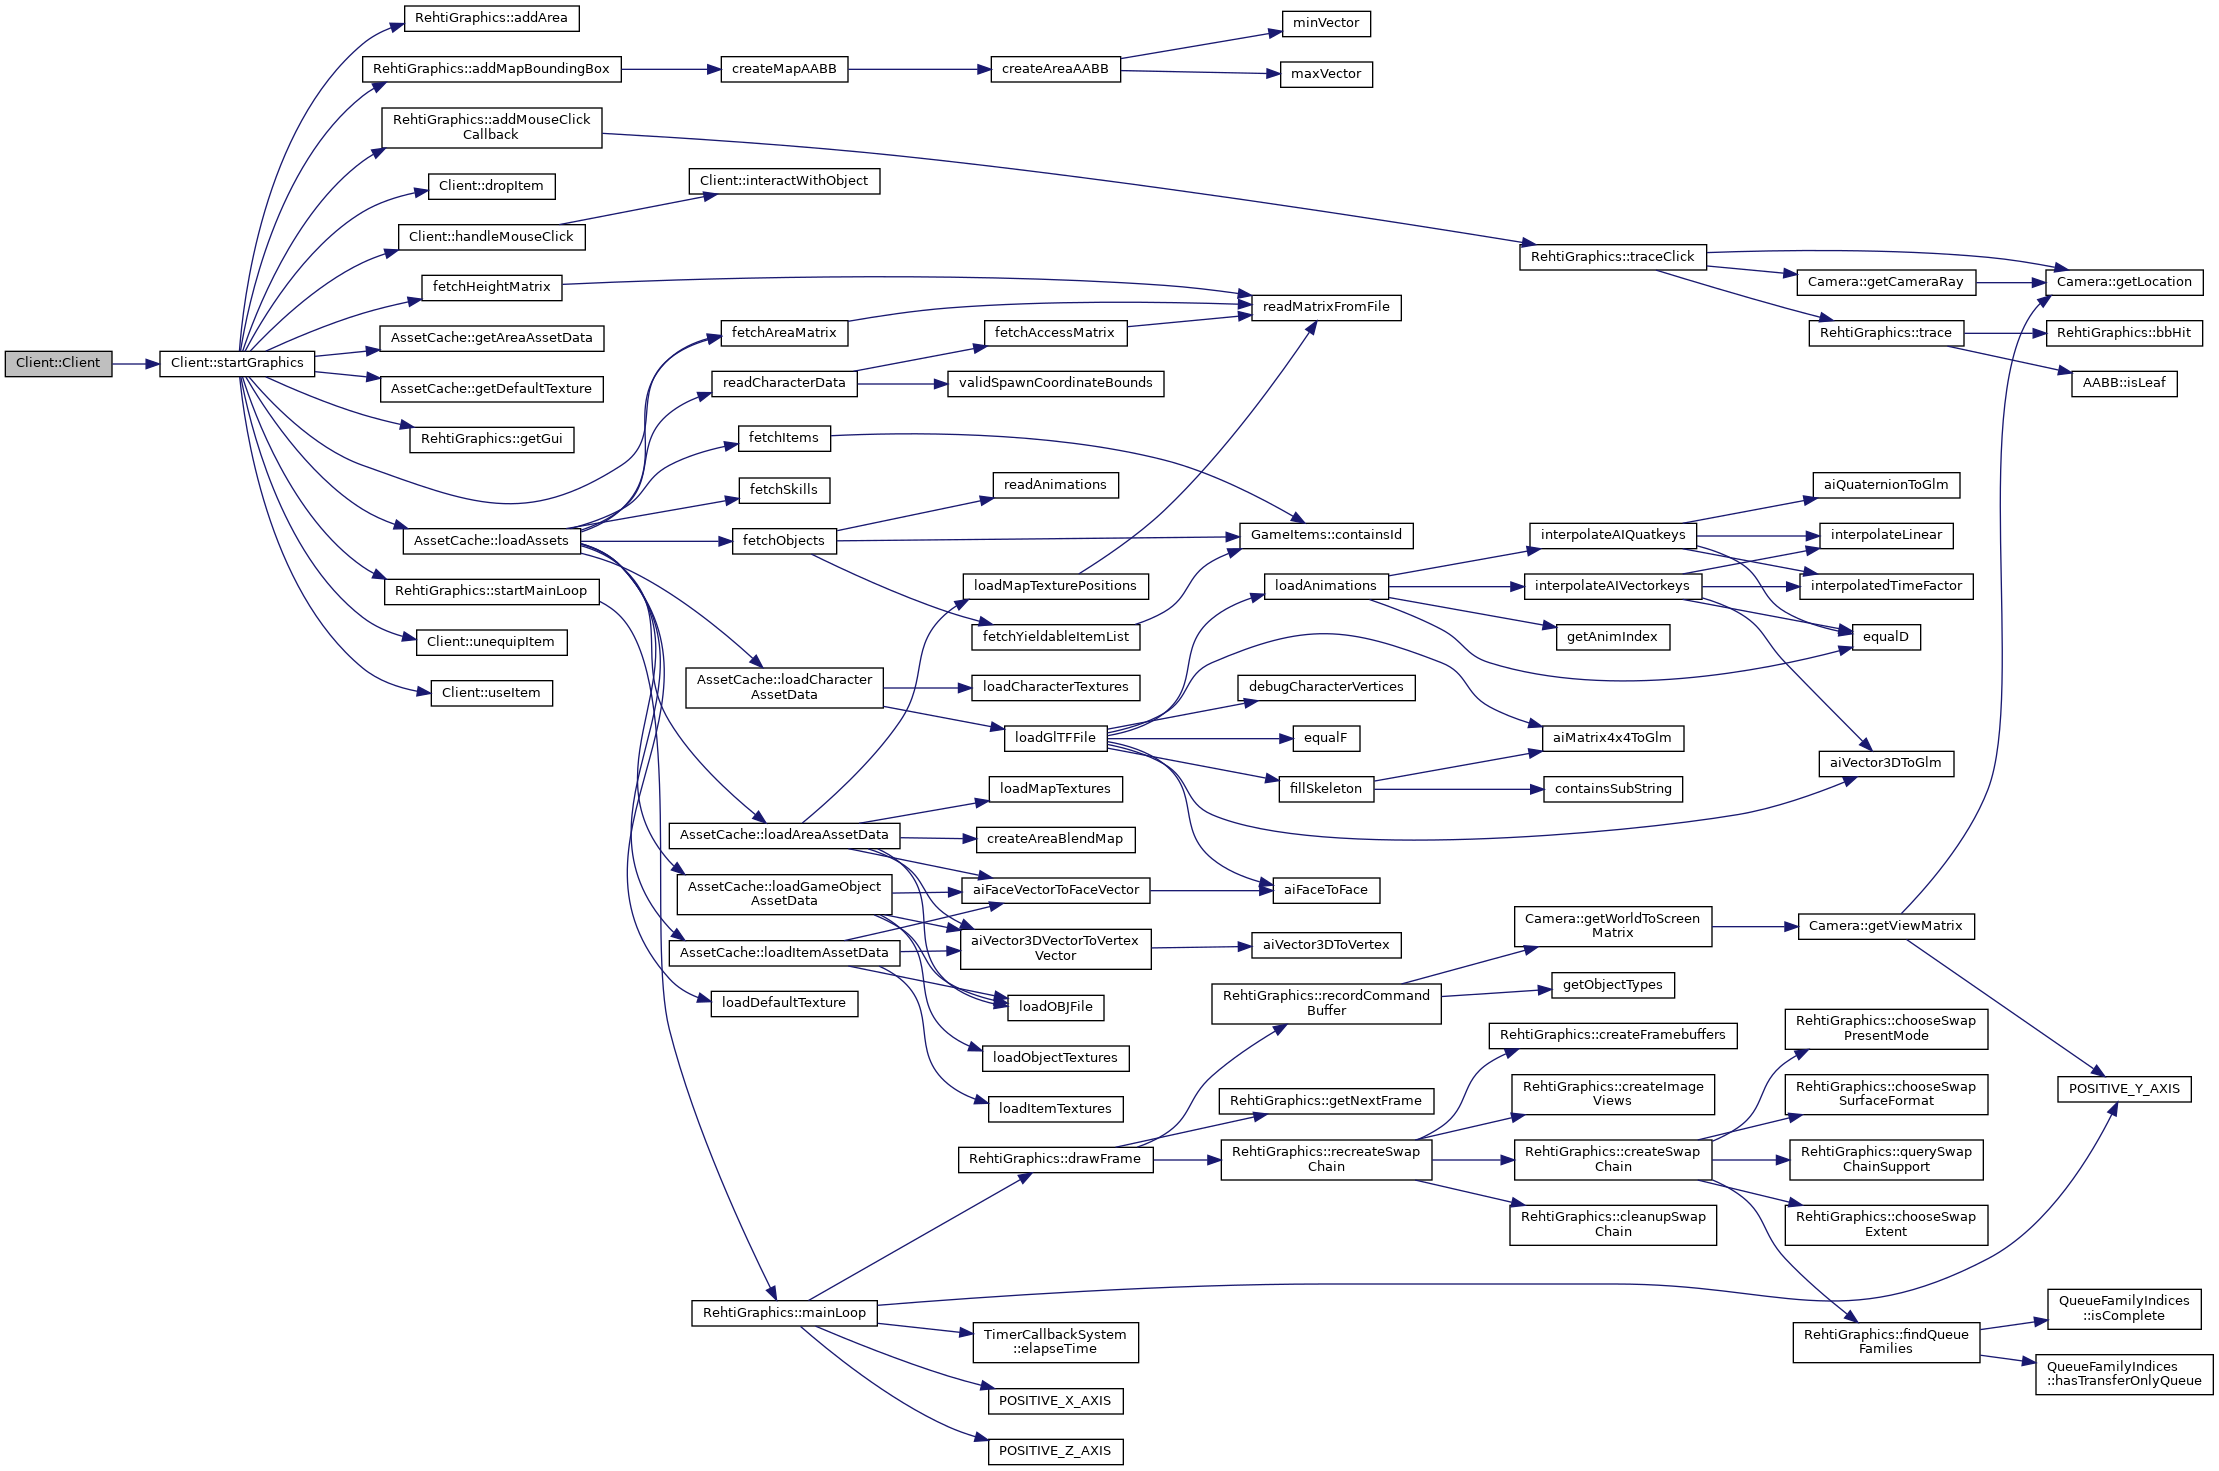 Client::Client
Client::startGraphics
RehtiGraphics::addArea
RehtiGraphics::addMapBoundingBox
RehtiGraphics::addMouseClick
Callback
Client::dropItem
Client::handleMouseClick
fetchHeightMatrix
AssetCache::getAreaAssetData
AssetCache::getDefaultTexture
RehtiGraphics::getGui
AssetCache::loadAssets
RehtiGraphics::startMainLoop
Client::unequipItem
Client::useItem
createMapAABB
Client::interactWithObject
fetchAreaMatrix
readCharacterData
fetchItems
fetchSkills
fetchObjects
AssetCache::loadCharacter
AssetData
AssetCache::loadAreaAssetData
AssetCache::loadGameObject
AssetData
AssetCache::loadItemAssetData
loadDefaultTexture
RehtiGraphics::mainLoop
createAreaAABB
fetchAccessMatrix
validSpawnCoordinateBounds
readAnimations
loadMapTexturePositions
fetchYieldableItemList
loadCharacterTextures
loadGlTFFile
loadMapTextures
createAreaBlendMap
aiFaceVectorToFaceVector
aiVector3DVectorToVertex
Vector
loadOBJFile
loadObjectTextures
loadItemTextures
RehtiGraphics::drawFrame
TimerCallbackSystem
::elapseTime
POSITIVE_X_AXIS
POSITIVE_Z_AXIS
minVector
maxVector
readMatrixFromFile
GameItems::containsId
loadAnimations
debugCharacterVertices
equalF
fillSkeleton
aiFaceToFace
aiVector3DToVertex
RehtiGraphics::recordCommand
Buffer
RehtiGraphics::getNextFrame
RehtiGraphics::recreateSwap
Chain
RehtiGraphics::traceClick
interpolateAIQuatkeys
interpolateAIVectorkeys
getAnimIndex
aiMatrix4x4ToGlm
containsSubString
Camera::getWorldToScreen
Matrix
getObjectTypes
RehtiGraphics::createFramebuffers
RehtiGraphics::createImage
Views
RehtiGraphics::createSwap
Chain
RehtiGraphics::cleanupSwap
Chain
Camera::getCameraRay
RehtiGraphics::trace
aiQuaternionToGlm
interpolateLinear
interpolatedTimeFactor
equalD
aiVector3DToGlm
Camera::getViewMatrix
RehtiGraphics::chooseSwap
PresentMode
RehtiGraphics::chooseSwap
SurfaceFormat
RehtiGraphics::querySwap
ChainSupport
RehtiGraphics::chooseSwap
Extent
RehtiGraphics::findQueue
Families
Camera::getLocation
RehtiGraphics::bbHit
AABB::isLeaf
POSITIVE_Y_AXIS
QueueFamilyIndices
::isComplete
QueueFamilyIndices
::hasTransferOnlyQueue